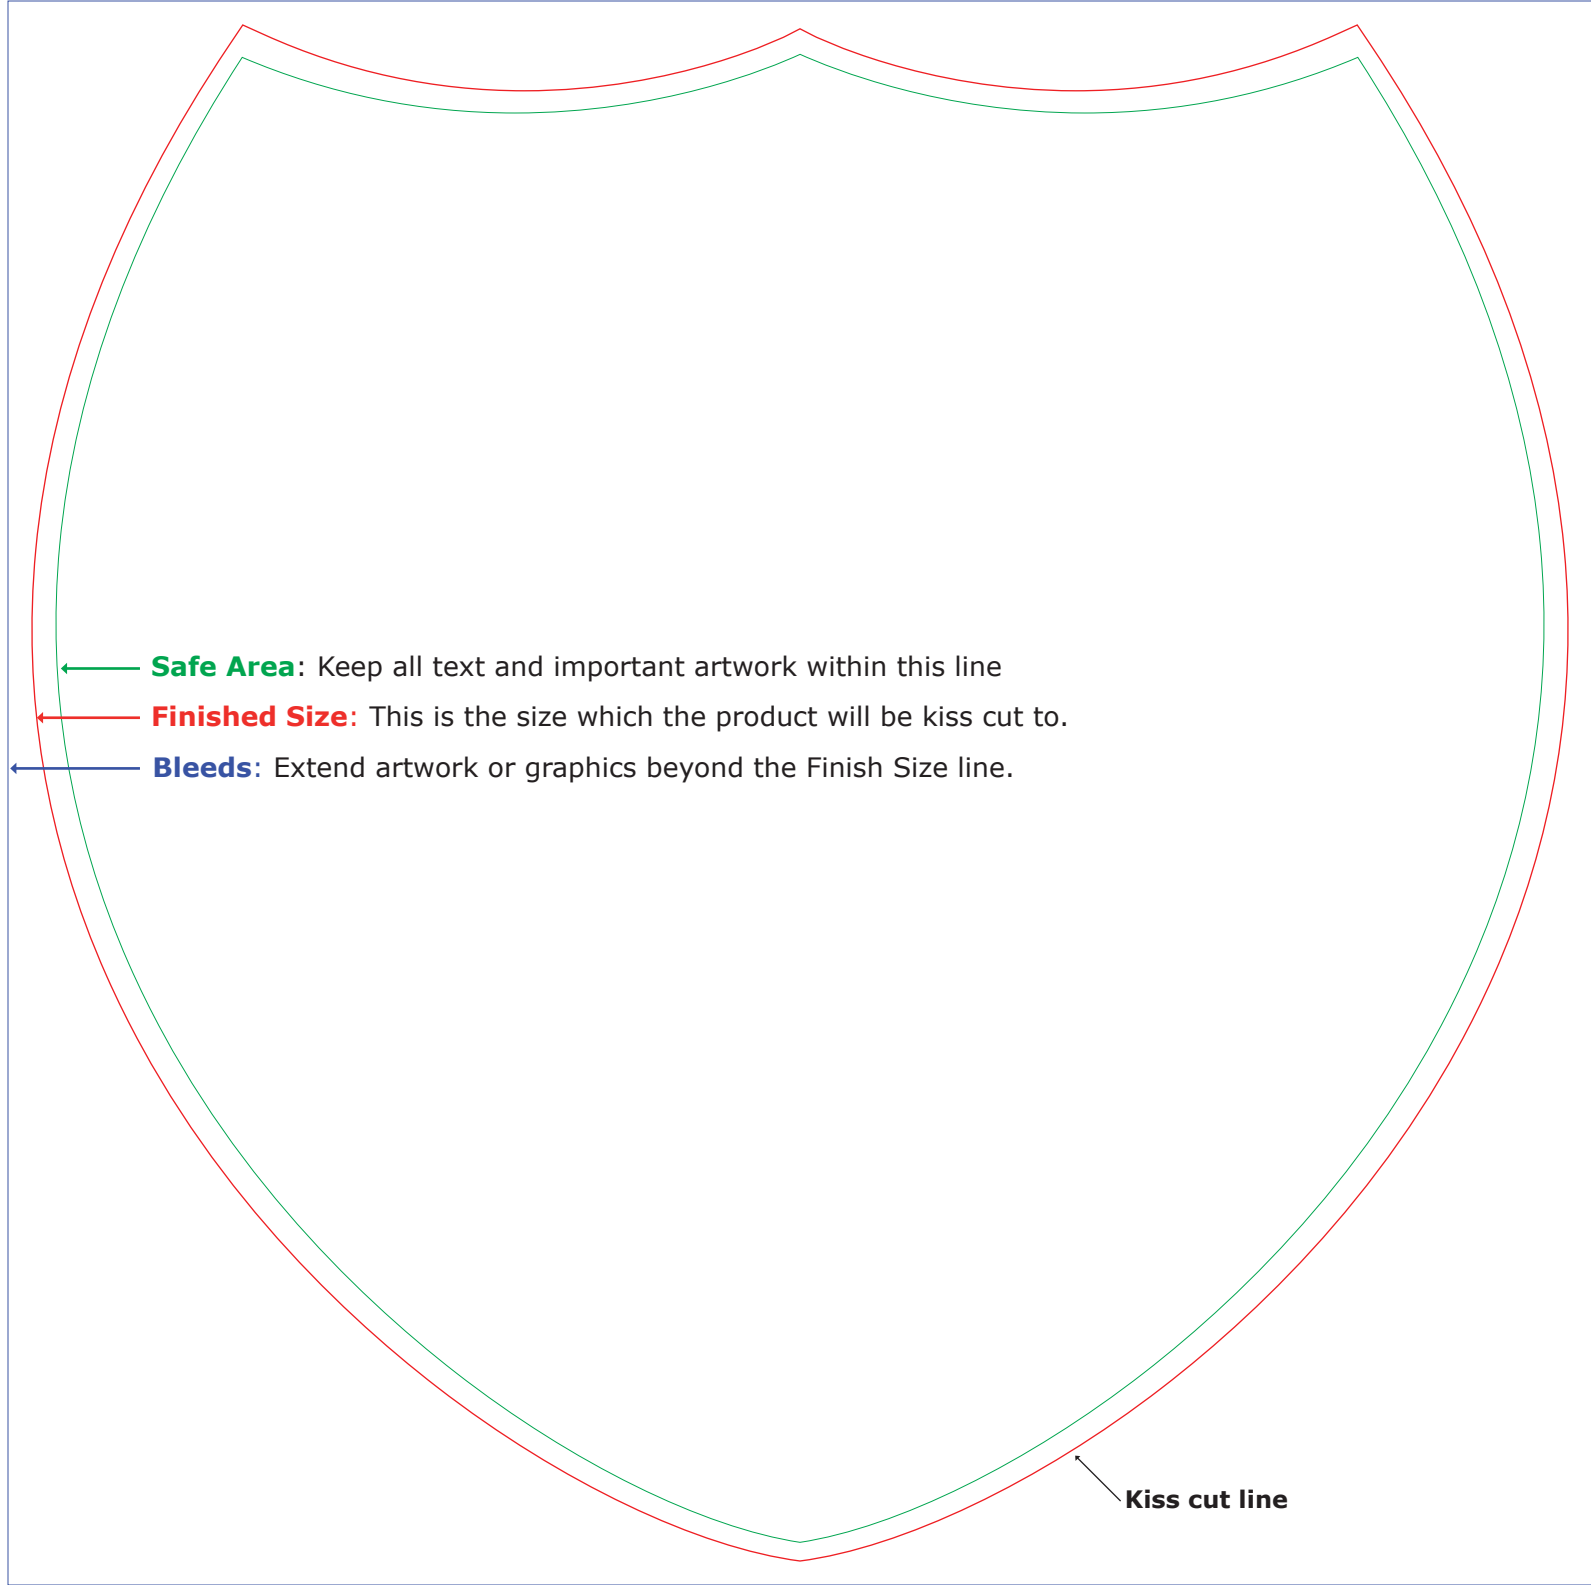 Safe Area: Keep all text and important artwork within this line
Finished Size: This is the size which the product will be kiss cut to.
Bleeds: Extend artwork or graphics beyond the Finish Size line.
Kiss cut line